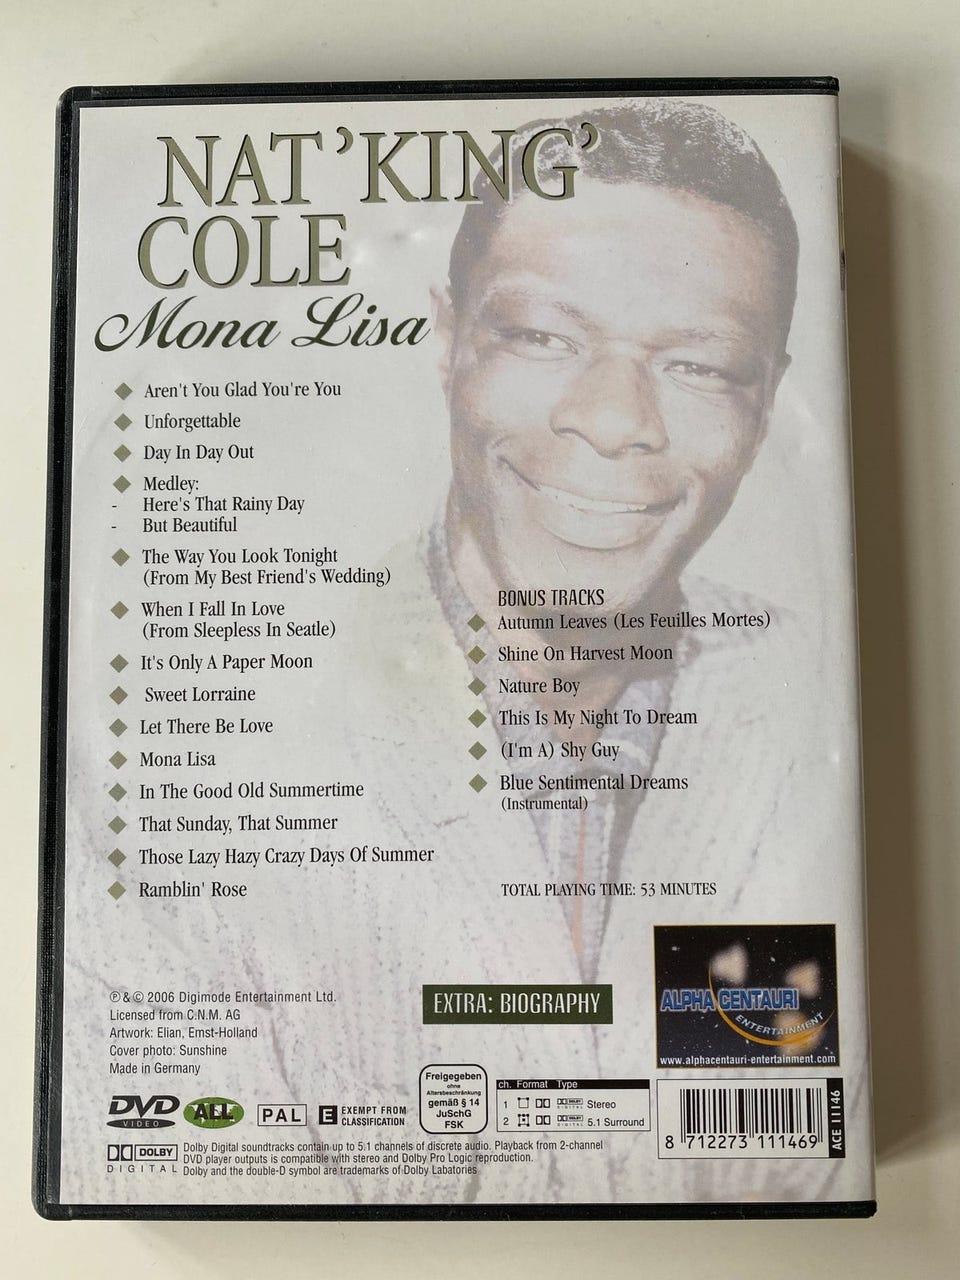 NAT 'KING'
COLE
Mona Lisa
Aren't You Glad You're You
Unforgettable
Day In Day Out
Medley:
- Here's That Rainy Day
- But Beautiful
The Way You Look Tonight
(From My Best Friend's Wedding)
When I Fall In Love
(From Sleepless In Seatle)
It's Only A Paper Moon
Sweet Lorraine
Let There Be Love
Mona Lisa
In The Good Old Summertime
That Sunday, That Summer
Those Lazy Hazy Crazy Days Of Summer
Ramblin' Rose
BONUS TRACKS
Autumn Leaves (Les Feuilles Mortes)
Shine On Harvest Moon
Nature Boy
This Is My Night To Dream
(I'm A) Shy Guy
Blue Sentimental Dreams
(Instrumental)
TOTAL PLAYING TIME: 53 MINUTES
℗ & © 2006 Digimode Entertainment Ltd.
Licensed from C.N.M. AG
Artwork: Elian, Emst-Holland
Cover photo: Sunshine
Made in Germany
EXTRA: BIOGRAPHY
ALPHA CENTAURI
ENTERTAINMENT
www.alphacentauri-entertainment.com
DVD
VIDEO
ALL
PAL
E EXEMPT FROM
CLASSIFICATION
Freigegeben
ohne
Altersbeschränkung
gemäß § 14
JuSchG
FSK
ch. Format Type
1 DOLBY DIGITAL Stereo
2 DOLBY DIGITAL 5.1 Surround
8 712273 111469
ACE 11146
DOLBY
DIGITAL
Dolby Digital soundtracks contain up to 5.1 channels of discrete audio. Playback from 2-channel
DVD player outputs is compatible with stereo and Dolby Pro Logic reproduction.
Dolby and the double-D symbol are trademarks of Dolby Labatories